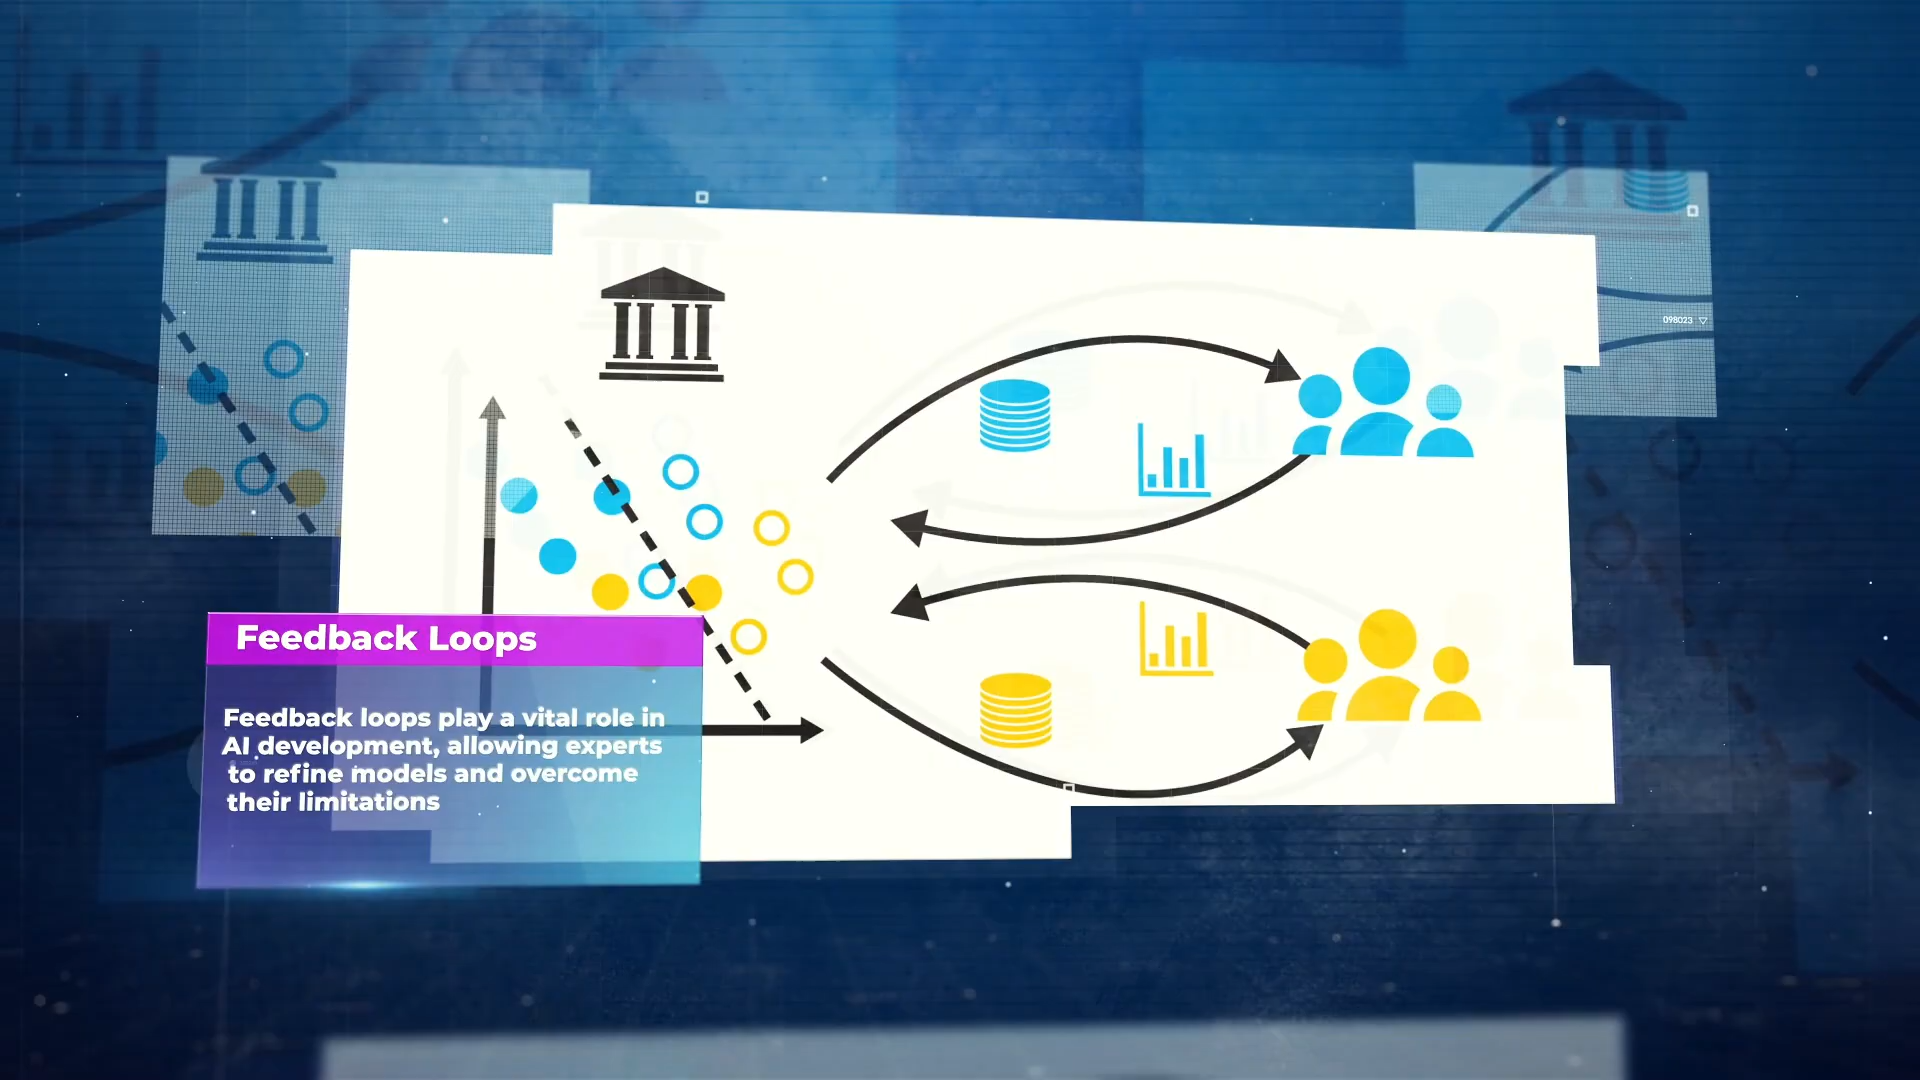 098023
Feedback Loops
Feedback loops play a vital role in
AI development, allowing experts
to refine models and overcome
their limitations